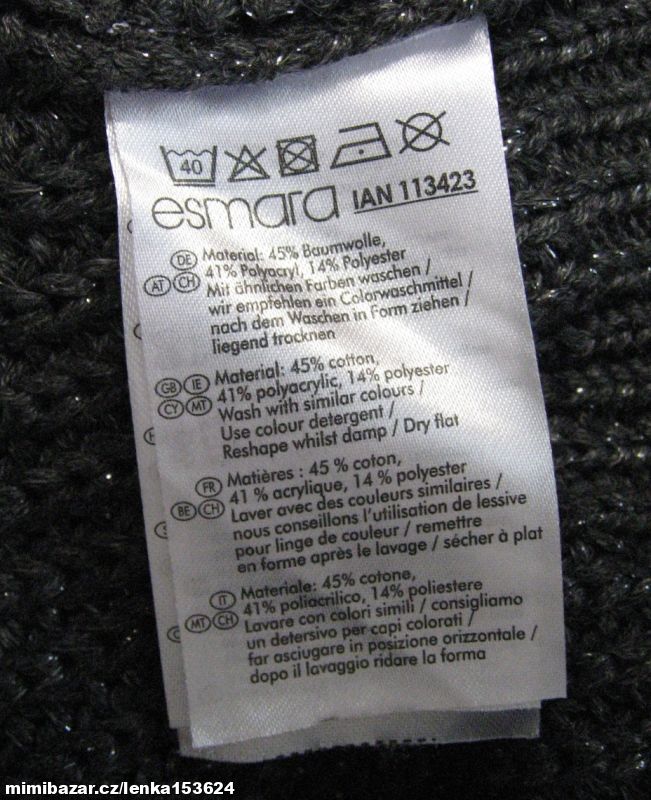 40
esmara IAN 113423
DE Material: 45% Baumwolle,
AT CH 41% Polyacryl, 14% Polyester
Mit ähnlichen Farben waschen /
wir empfehlen ein Colorwaschmittel /
nach dem Waschen in Form ziehen /
liegend trocknen
GB IE Material: 45% cotton,
CY MT 41% polyacrylic, 14% polyester
Wash with similar colours /
Use colour detergent /
Reshape whilst damp / Dry flat
FR Matières : 45 % coton,
BE CH 41 % acrylique, 14 % polyester
Laver avec des couleurs similaires /
nous conseillons l'utilisation de lessive
pour linge de couleur / remettre
en forme après le lavage / sécher à plat
IT Materiale: 45% cotone,
MT CH 41% poliacrilico, 14% poliestere
Lavare con colori simili / consigliamo
un detersivo per capi colorati /
far asciugare in posizione orizzontale /
dopo il lavaggio ridare la forma
mimibazar.cz/lenka153624